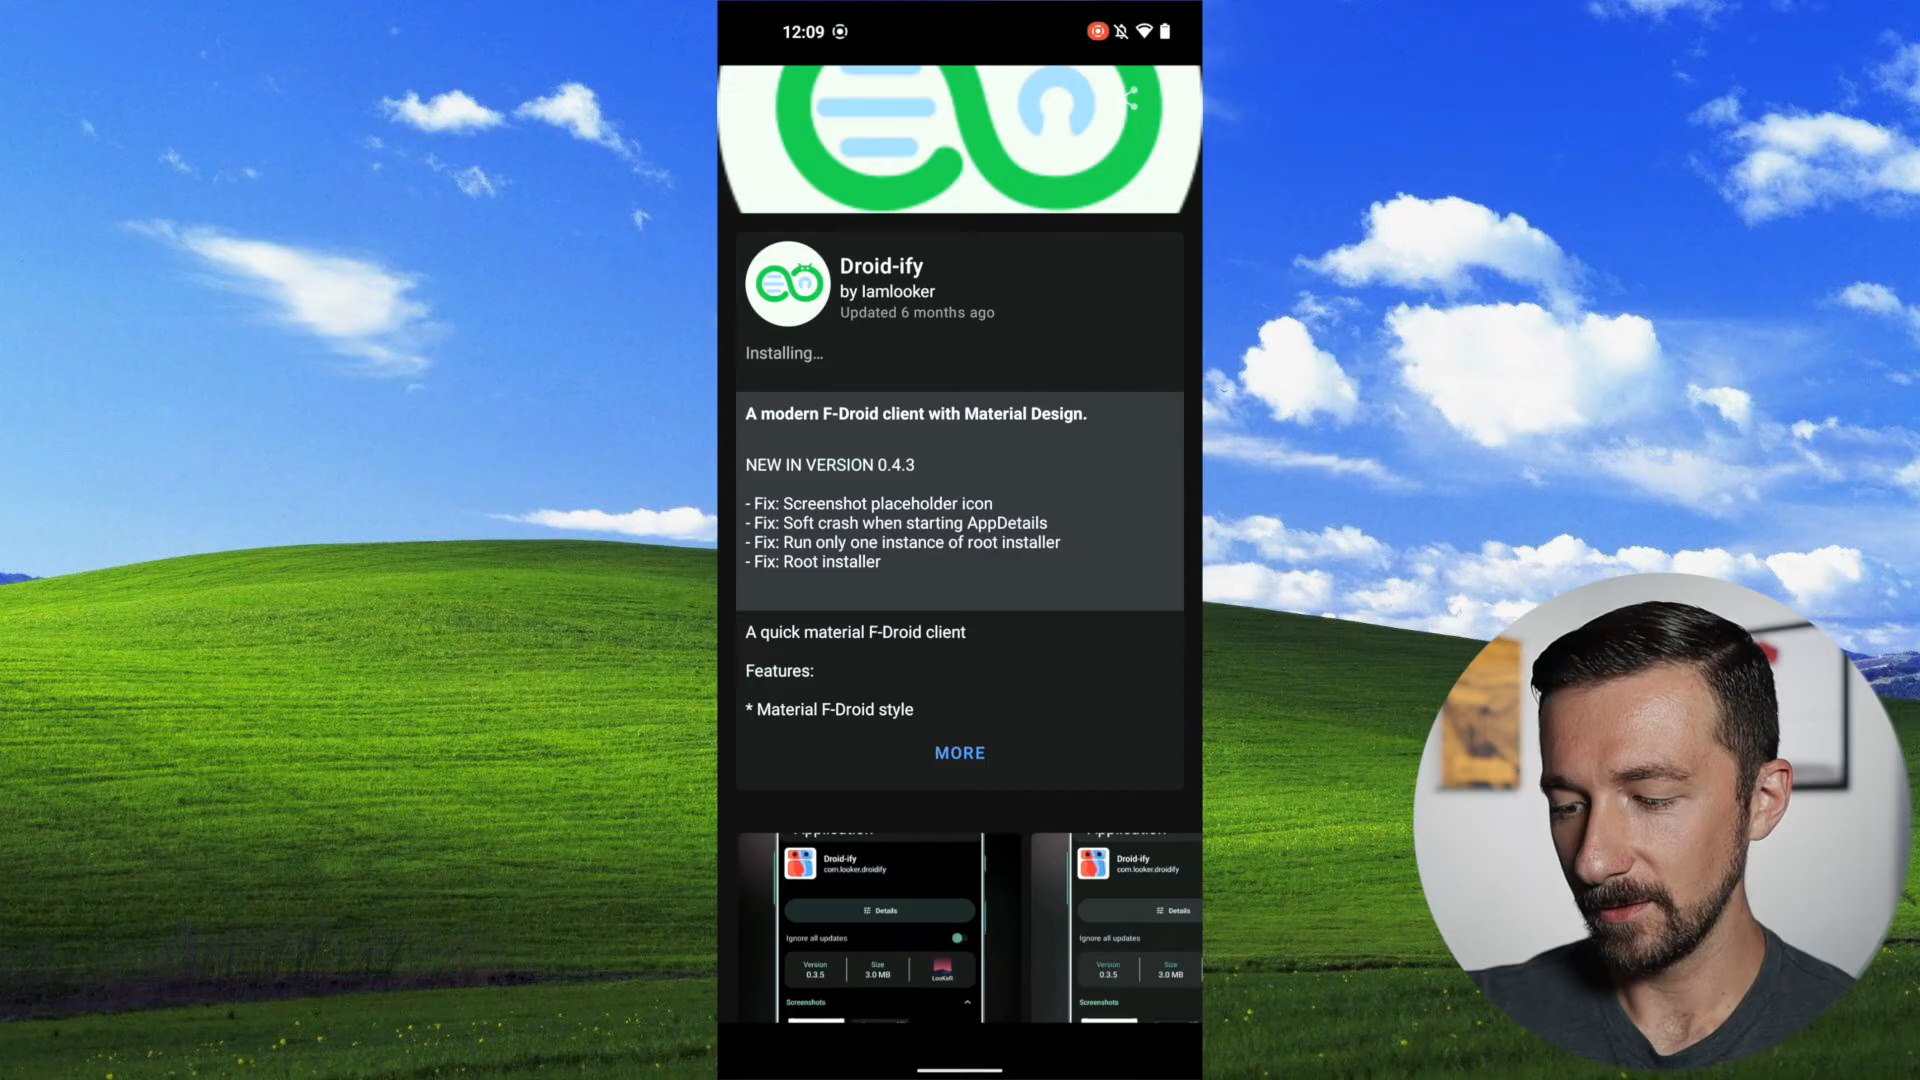 12:09
Droid-ify
by Iamlooker
Updated 6 months ago
Installing...
A modern F-Droid client with Material Design.
NEW IN VERSION 0.4.3
- Fix: Screenshot placeholder icon
- Fix: Soft crash when starting AppDetails
- Fix: Run only one instance of root installer
- Fix: Root installer
A quick material F-Droid client
Features:
* Material F-Droid style
MORE
Application
Droid-ify
com.looker.droidify
Details
Ignore all updates
Version
0.3.5
Size
3.0 MB
LooKeR
Screenshots
Application
Droid-ify
com.looker.droidify
Details
Ignore all updates
Version
0.3.5
Size
3.0 MB
Screenshots